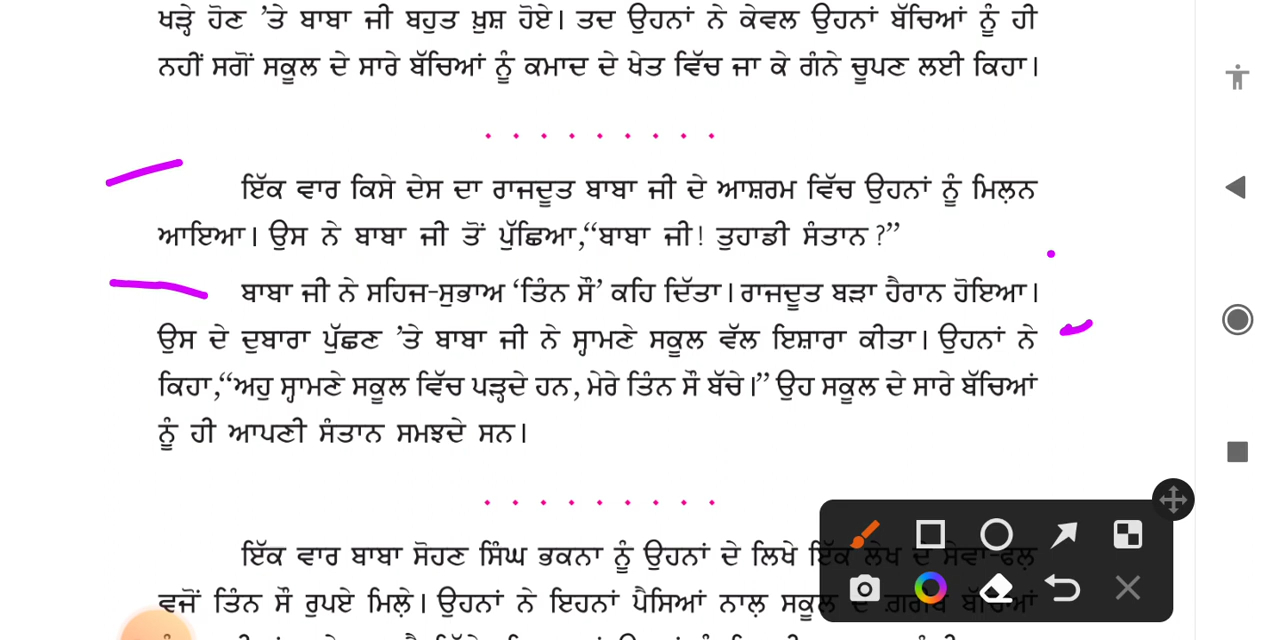 ਖੜ੍ਹੇ ਹੋਣ ’ਤੇ ਬਾਬਾ ਜੀ ਬਹੁਤ ਖ਼ੁਸ਼ ਹੋਏ। ਤਦ ਉਹਨਾਂ ਨੇ ਕੇਵਲ ਉਹਨਾਂ ਬੱਚਿਆਂ ਨੂੰ ਹੀ
ਨਹੀਂ ਸਗੋਂ ਸਕੂਲ ਦੇ ਸਾਰੇ ਬੱਚਿਆਂ ਨੂੰ ਕਮਾਦ ਦੇ ਖੇਤ ਵਿੱਚ ਜਾ ਕੇ ਗੰਨੇ ਚੂਪਣ ਲਈ ਕਿਹਾ।
ਇੱਕ ਵਾਰ ਕਿਸੇ ਦੇਸ ਦਾ ਰਾਜਦੂਤ ਬਾਬਾ ਜੀ ਦੇ ਆਸ਼ਰਮ ਵਿੱਚ ਉਹਨਾਂ ਨੂੰ ਮਿਲ਼ਨ
ਆਇਆ। ਉਸ ਨੇ ਬਾਬਾ ਜੀ ਤੋਂ ਪੁੱਛਿਆ,“ਬਾਬਾ ਜੀ! ਤੁਹਾਡੀ ਸੰਤਾਨ?”
ਬਾਬਾ ਜੀ ਨੇ ਸਹਿਜ-ਸੁਭਾਅ ‘ਤਿੰਨ ਸੌ’ ਕਹਿ ਦਿੱਤਾ। ਰਾਜਦੂਤ ਬੜਾ ਹੈਰਾਨ ਹੋਇਆ।
ਉਸ ਦੇ ਦੁਬਾਰਾ ਪੁੱਛਣ ’ਤੇ ਬਾਬਾ ਜੀ ਨੇ ਸ੍ਹਾਮਣੇ ਸਕੂਲ ਵੱਲ ਇਸ਼ਾਰਾ ਕੀਤਾ। ਉਹਨਾਂ ਨੇ
ਕਿਹਾ,“ਅਹੁ ਸ੍ਹਾਮਣੇ ਸਕੂਲ ਵਿੱਚ ਪੜ੍ਹਦੇ ਹਨ, ਮੇਰੇ ਤਿੰਨ ਸੌ ਬੱਚੇ।” ਉਹ ਸਕੂਲ ਦੇ ਸਾਰੇ ਬੱਚਿਆਂ
ਨੂੰ ਹੀ ਆਪਣੀ ਸੰਤਾਨ ਸਮਝਦੇ ਸਨ।
ਇੱਕ ਵਾਰ ਬਾਬਾ ਸੋਹਣ ਸਿੰਘ ਭਕਨਾ ਨੂੰ ਉਹਨਾਂ ਦੇ ਲਿਖੇ ਇੱਕ ਲੇਖ ਦੇ ਸੇਵਾ-ਫਲ਼
ਵਜੋਂ ਤਿੰਨ ਸੌ ਰੁਪਏ ਮਿਲ਼ੇ। ਉਹਨਾਂ ਨੇ ਇਹਨਾਂ ਪੈਸਿਆਂ ਨਾਲ਼ ਸਕੂਲ ਦੇ ਗ਼ਰੀਬ ਬੱਚਿਆਂ